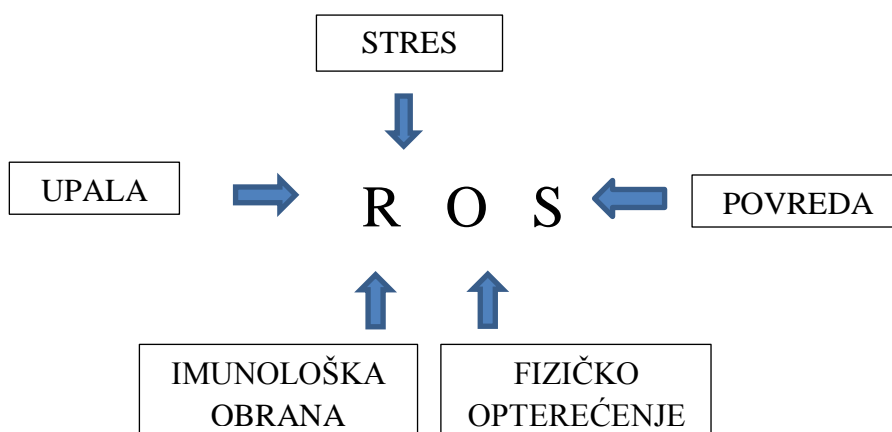 STRES
UPALA
R O S
POVREDA
IMUNOLOŠKA
OBRANA
FIZIČKO
OPTEREĆENJE